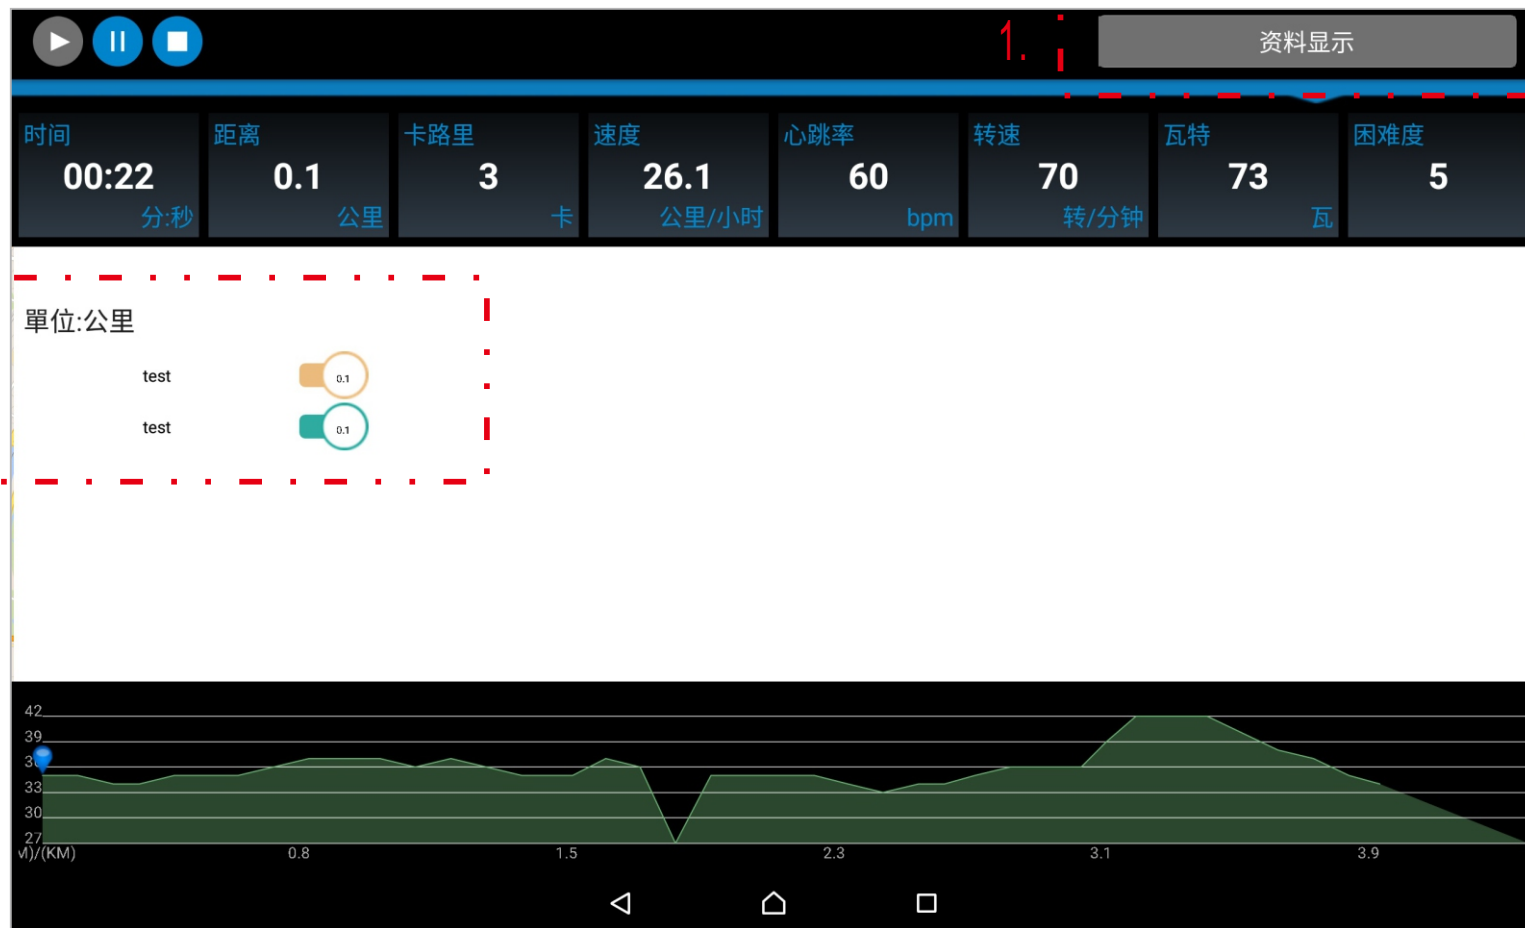 1.
资料显示
时间 距离 卡路里 速度 心跳率 转速 瓦特 困难度
00:22 0.1 3 26.1 60 70 73 5
分:秒 公里 卡 公里/小时 bpm 转/分钟 瓦
單位:公里
test 0.1
test 0.1
42
39
36
33
30
27
/(KM) 0.8 1.5 2.3 3.1 3.9